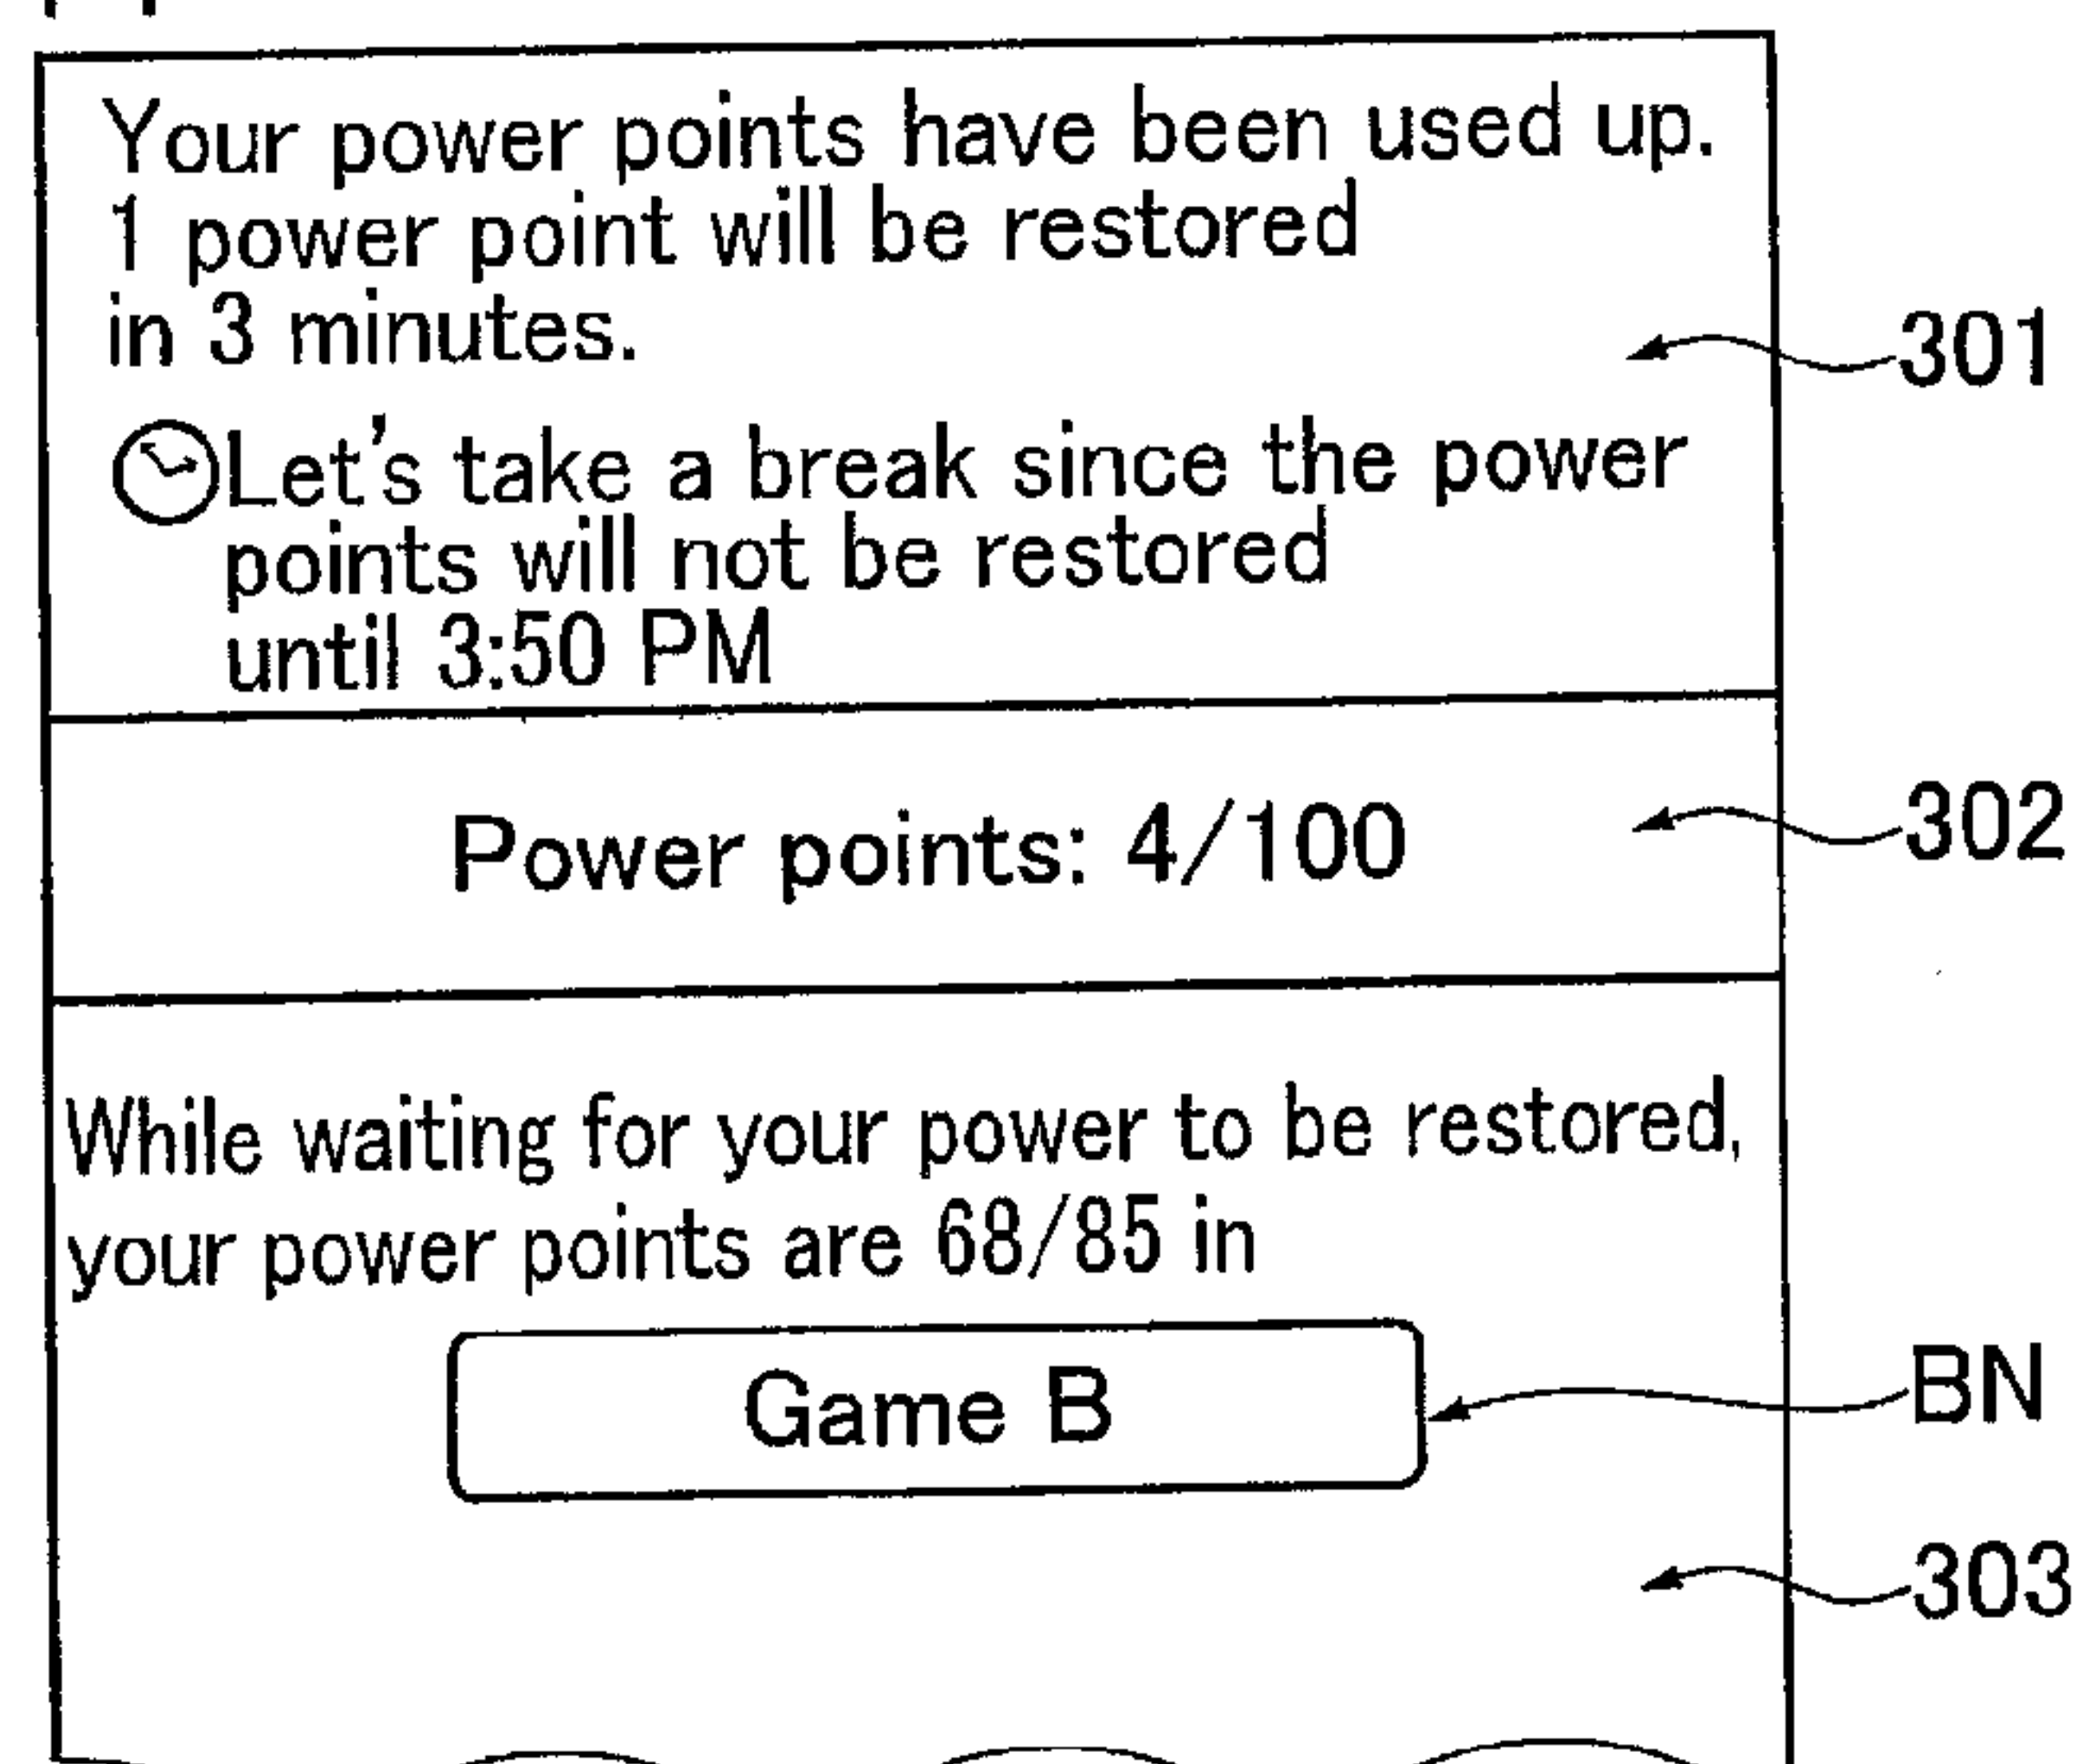 Your power points have been used up.
1 power point will be restored
in 3 minutes.
301
Let's take a break since the power
points will not be restored
until 3:50 PM
Power points: 4/100
302
While waiting for your power to be restored,
your power points are 68/85 in
Game B
BN
303